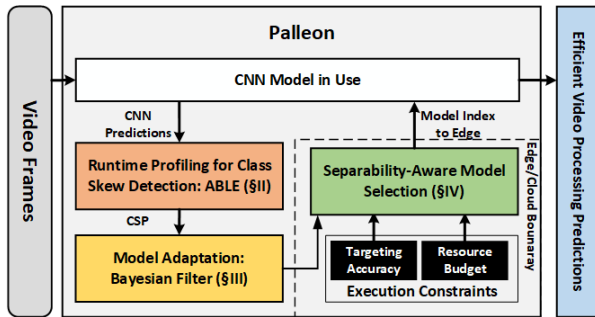 Palleon
Video Frames
CNN Model in Use
CNN
Predictions
Model Index
to Edge
Runtime Profiling for Class
Skew Detection: ABLE (§II)
Separability-Aware Model
Selection (§IV)
Edge/Cloud Bounaray
CSP
Model Adaptation:
Bayesian Filter (§III)
Targeting
Accuracy
Resource
Budget
Execution Constraints
Efficient Video Processing Predictions